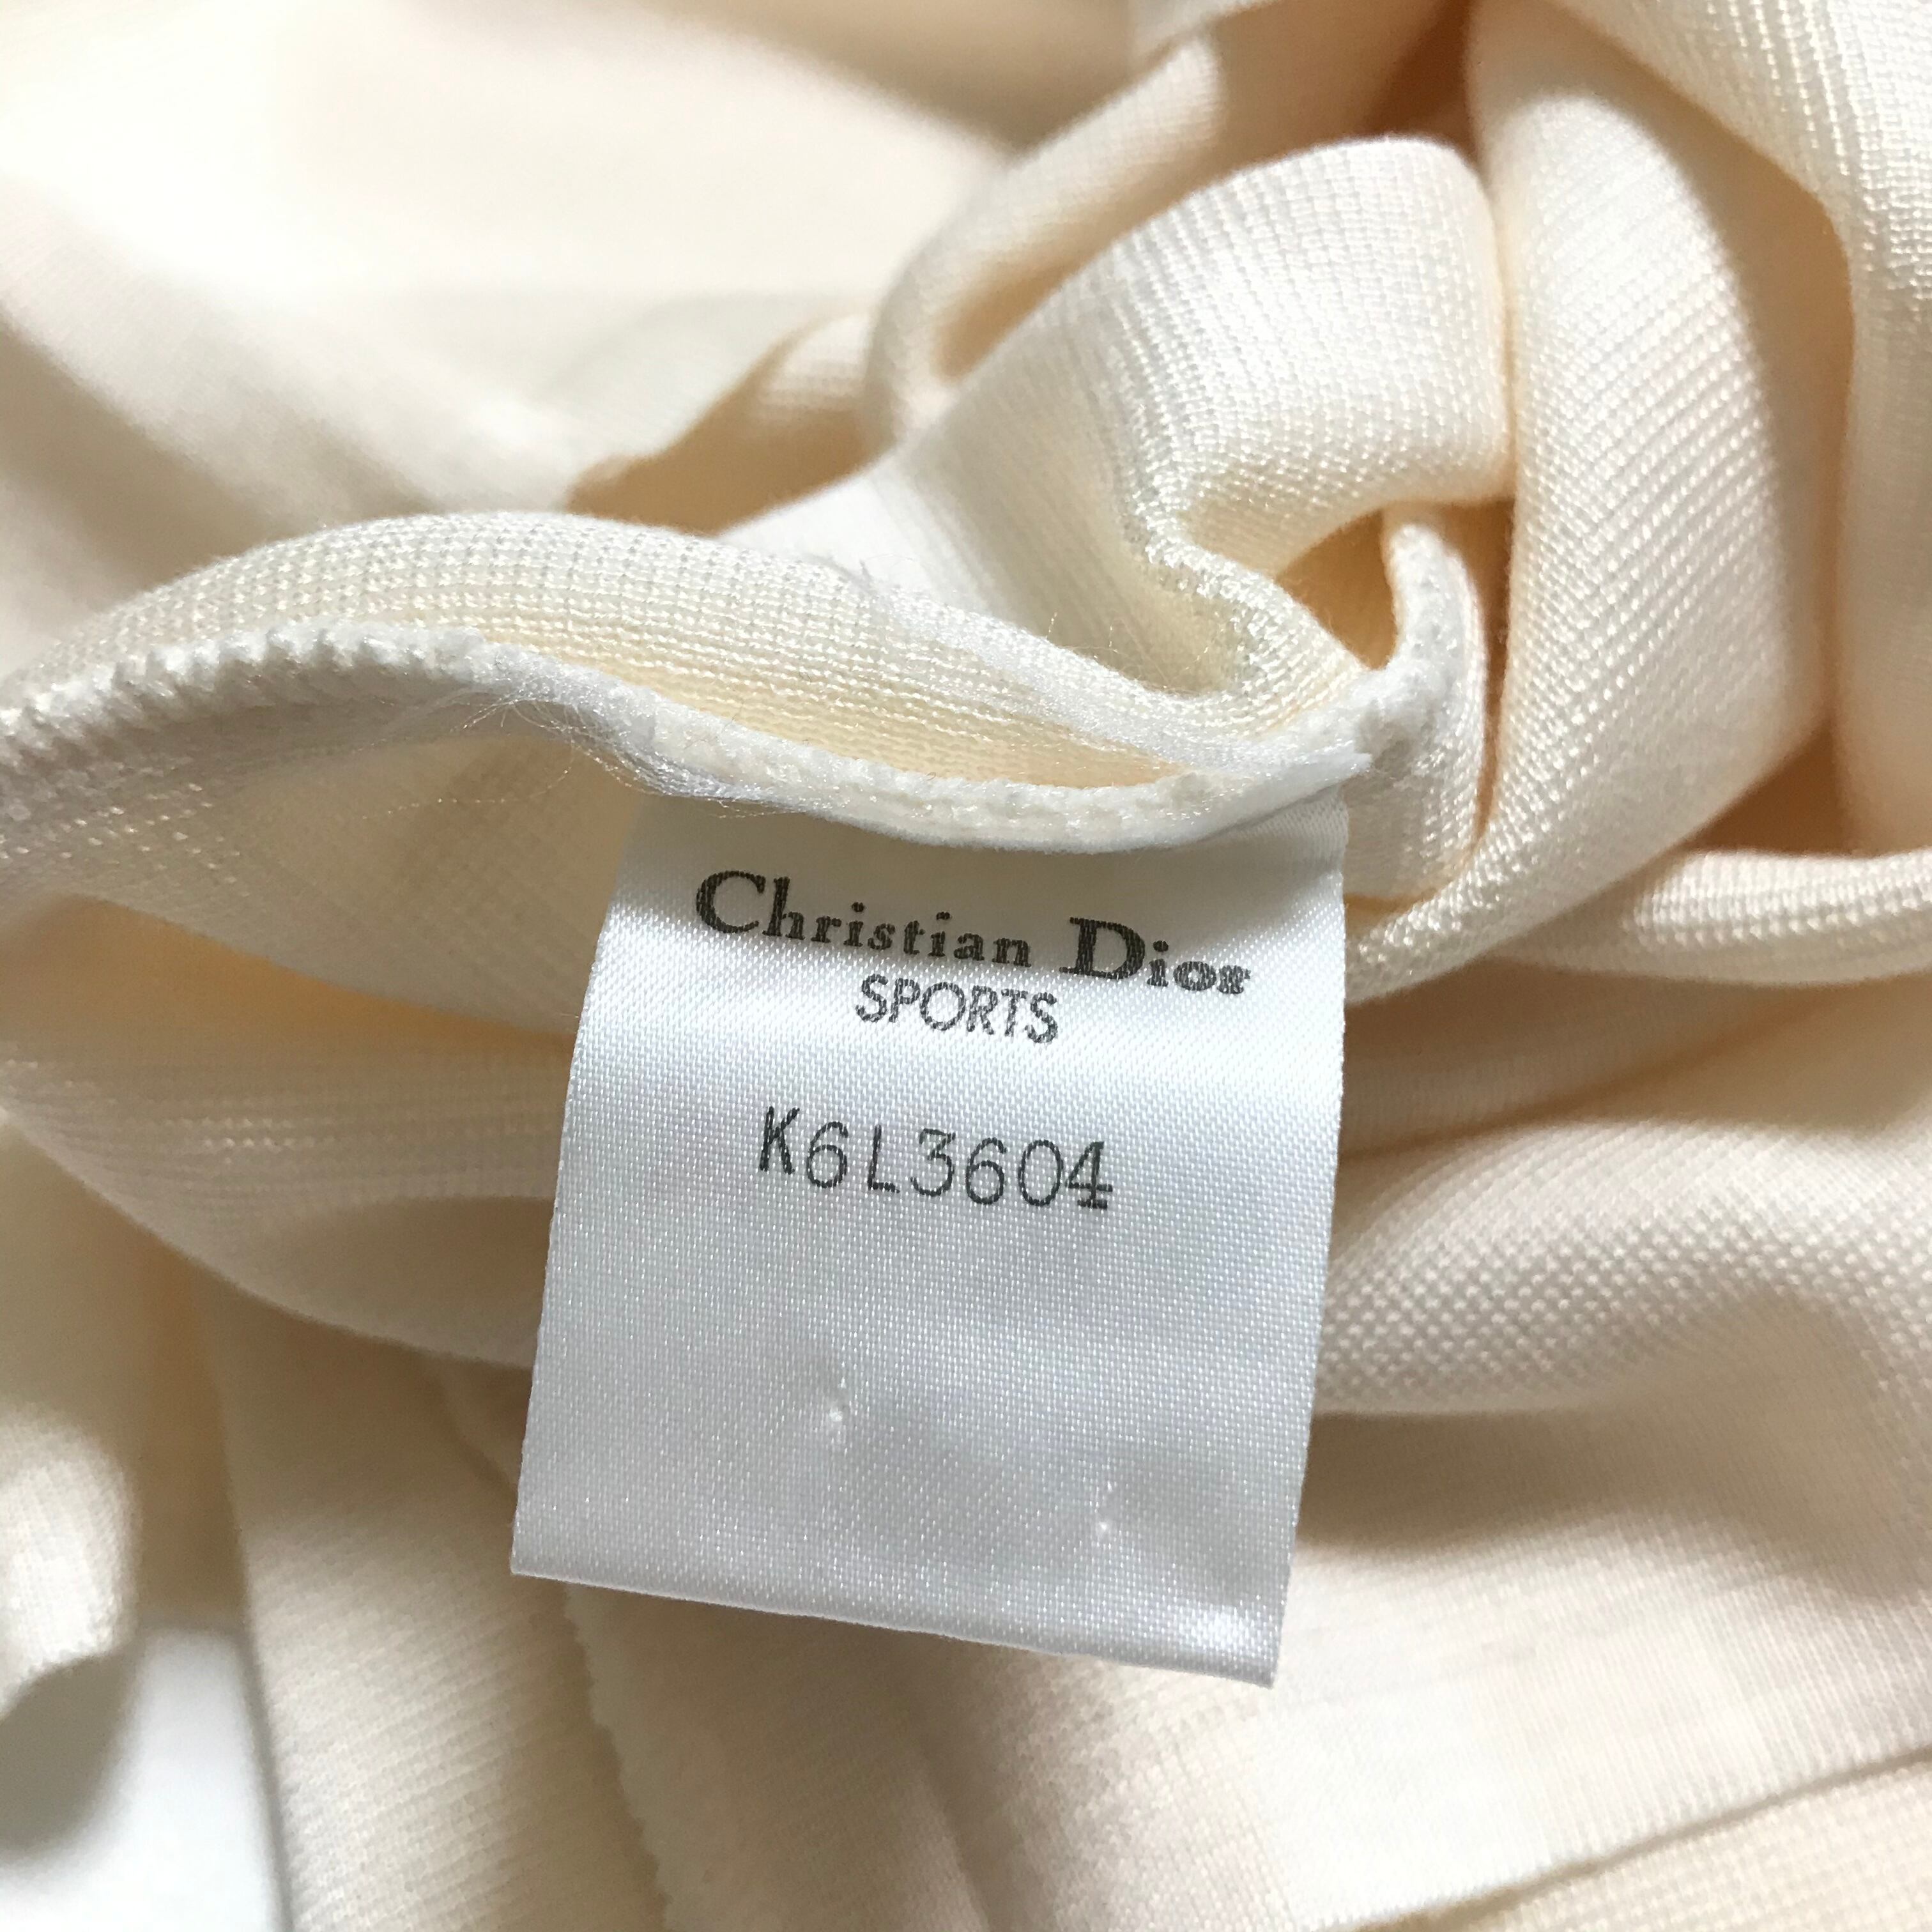 Christian Dior
SPORTS
K6L3604